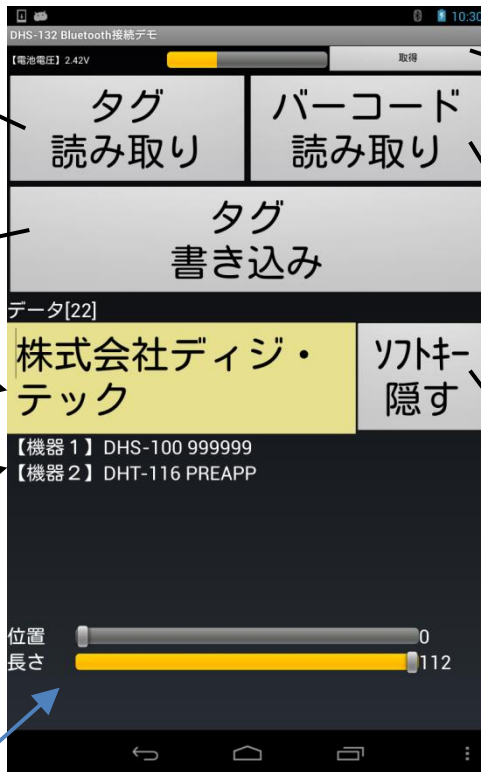 10:30
DHS-132 Bluetooth接続デモ
【電池電圧】2.42V
取得
タグ
読み取り
バーコード
読み取り
タグ
書き込み
データ[22]
株式会社ディジ・
テック
ソフトキー
隠す
【機器１】DHS-100 999999
【機器２】DHT-116 PREAPP
位置 0
長さ 112